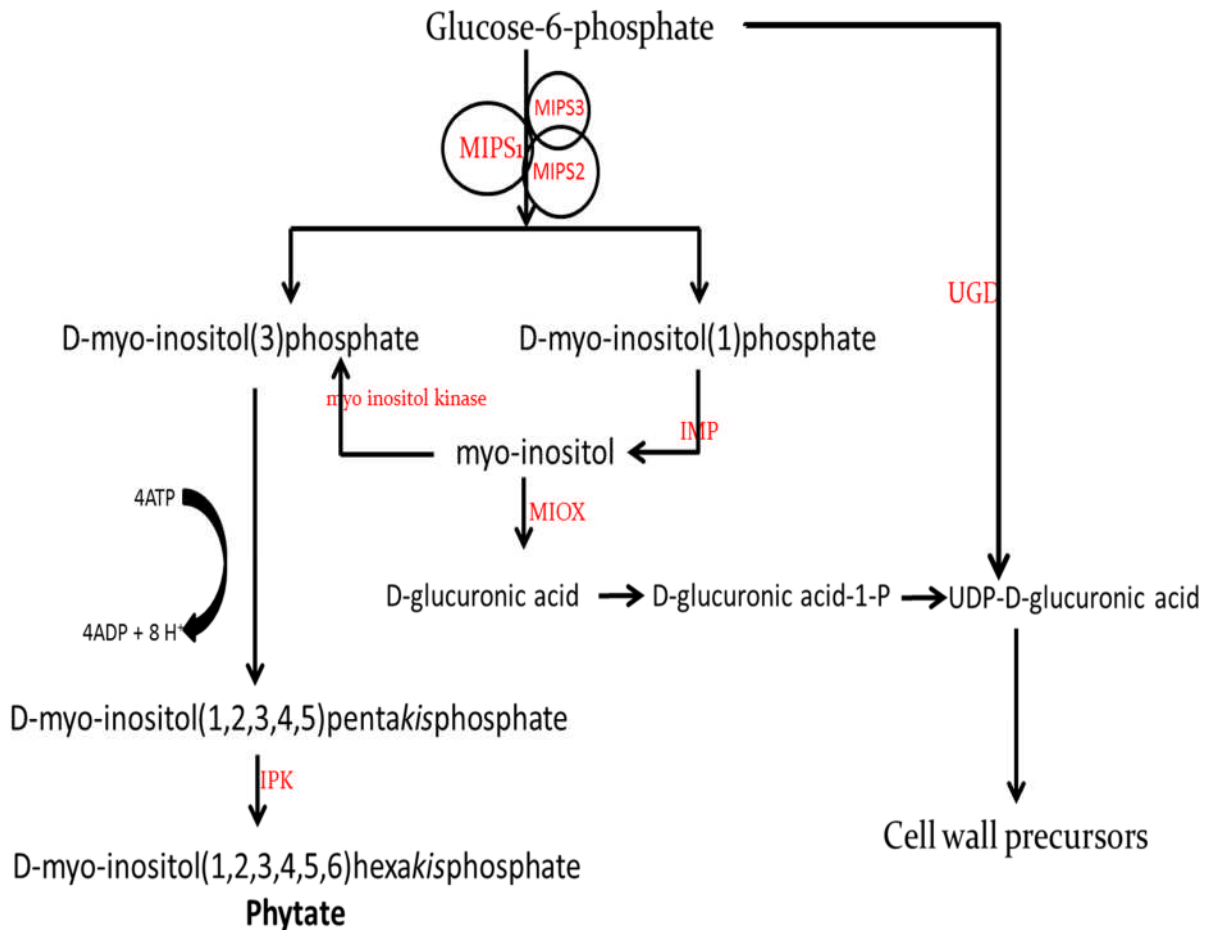 Glucose-6-phosphate
MIPS3
MIPS1
MIPS2
UGD
D-myo-inositol(3)phosphate
D-myo-inositol(1)phosphate
myo inositol kinase
IMP
myo-inositol
4ATP
MIOX
D-glucuronic acid
D-glucuronic acid-1-P
UDP-D-glucuronic acid
4ADP + 8 H⁺
D-myo-inositol(1,2,3,4,5)pentakisphosphate
IPK
Cell wall precursors
D-myo-inositol(1,2,3,4,5,6)hexakisphosphate
Phytate